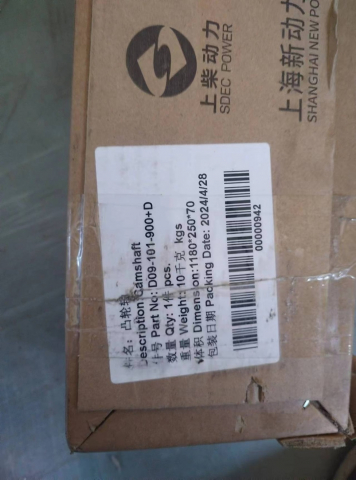 上柴动力
SDEC POWER
上海新动力
SHANGHAI NEW PO
名: 凸轮轴
Description Camshaft
件号 Part No: D09-101-900+D
数量 Qty: 1件 pcs.
重量 Weight: 10千克 kgs
体积 Dimension:1180*250*70
包装日期 Packing Date: 2024/4/28
00000942